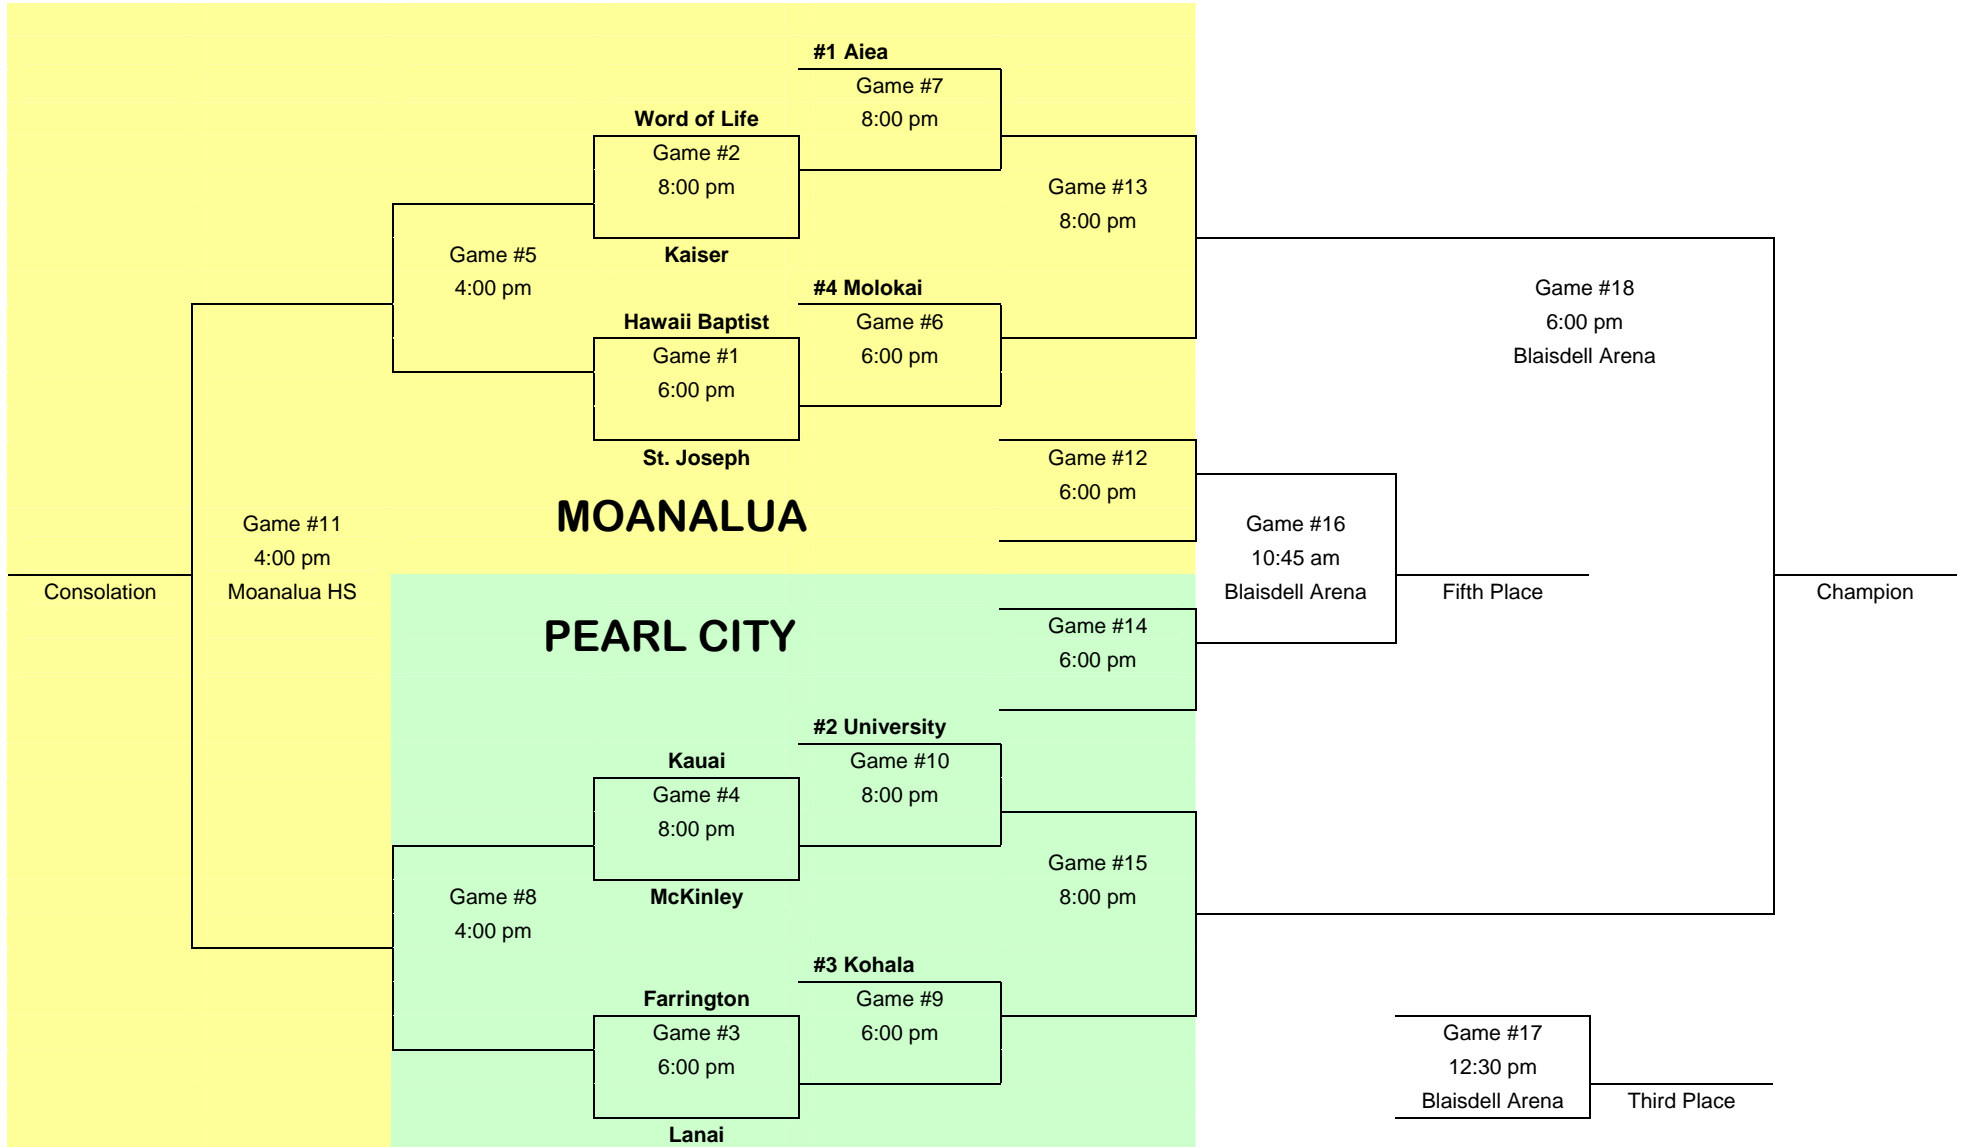 #1 Aiea
Game #7
8:00 pm
Word of Life
Game #2
8:00 pm
Kaiser
Game #13
8:00 pm
Game #5
4:00 pm
#4 Molokai
Game #6
6:00 pm
Hawaii Baptist
Game #1
6:00 pm
St. Joseph
Game #18
6:00 pm
Blaisdell Arena
Game #12
6:00 pm
MOANALUA
Game #11
4:00 pm
Moanalua HS
Consolation
Game #16
10:45 am
Blaisdell Arena
Fifth Place
Champion
PEARL CITY
Game #14
6:00 pm
#2 University
Game #10
8:00 pm
Kauai
Game #4
8:00 pm
McKinley
Game #15
8:00 pm
Game #8
4:00 pm
#3 Kohala
Game #9
6:00 pm
Farrington
Game #3
6:00 pm
Lanai
Game #17
12:30 pm
Blaisdell Arena
Third Place